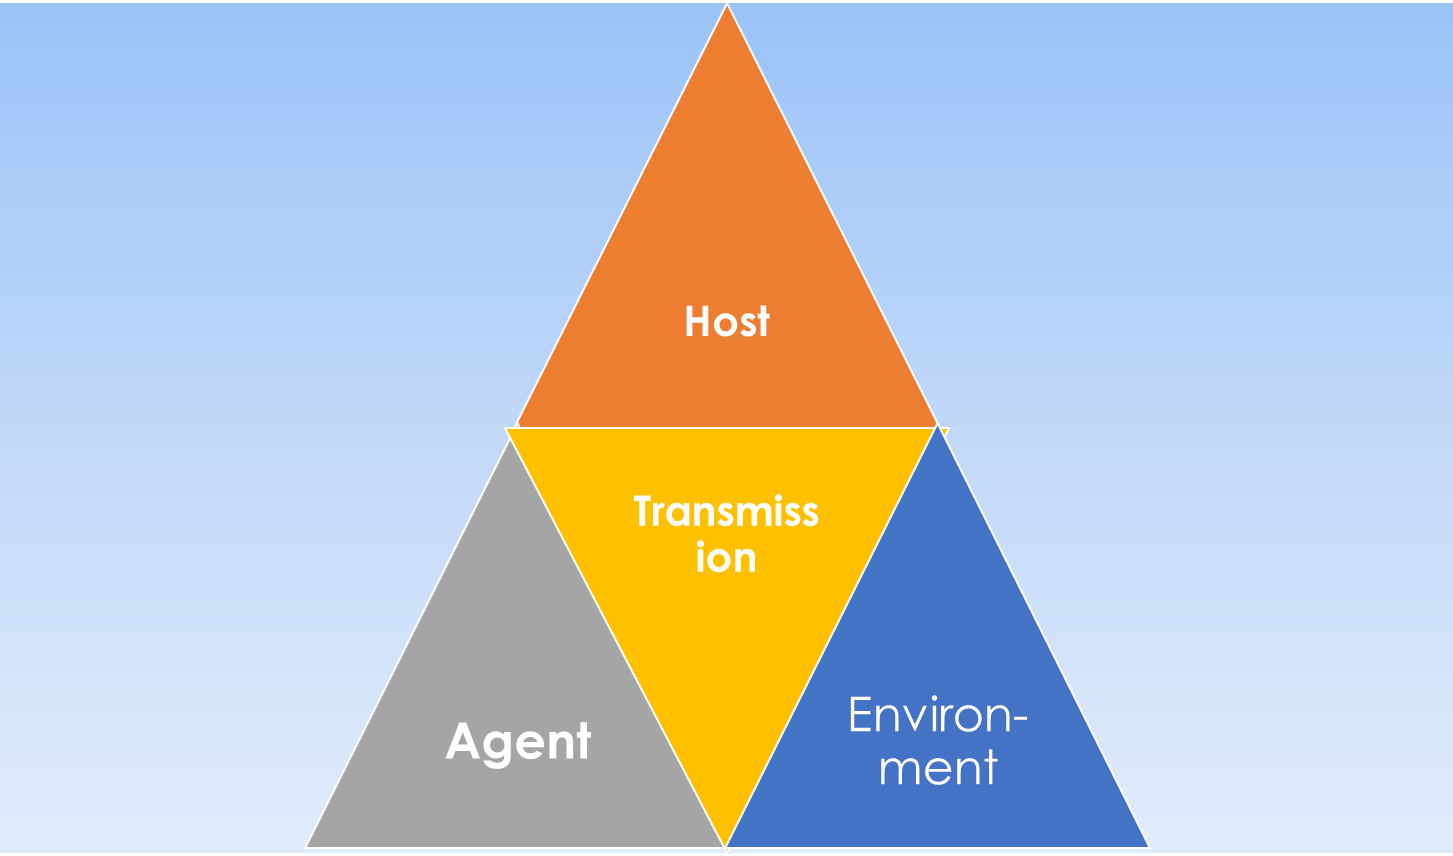 Host
Transmiss
ion
Agent
Environ-
ment